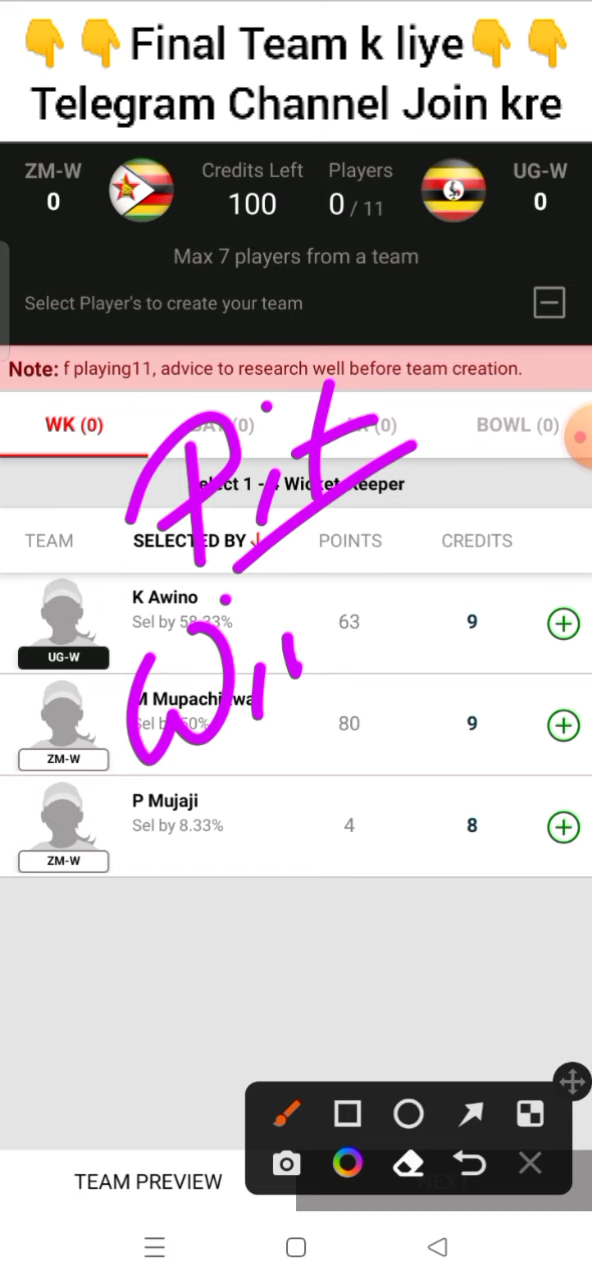 👇👇Final Team k liye👇👇
Telegram Channel Join kre
ZM-W Credits Left Players UG-W
0 100 0 / 11 0
Max 7 players from a team
Select Player's to create your team
Note: f playing11, advice to research well before team creation.
WK (0) (0) (0) BOWL (0)
Pit
TEAM SELECTED BY↓ POINTS CREDITS
K Awino
Sel by 58.33% 63 9
UG-W
Wi
80 9
ZM-W
P Mujaji
Sel by 8.33% 4 8
ZM-W
TEAM PREVIEW